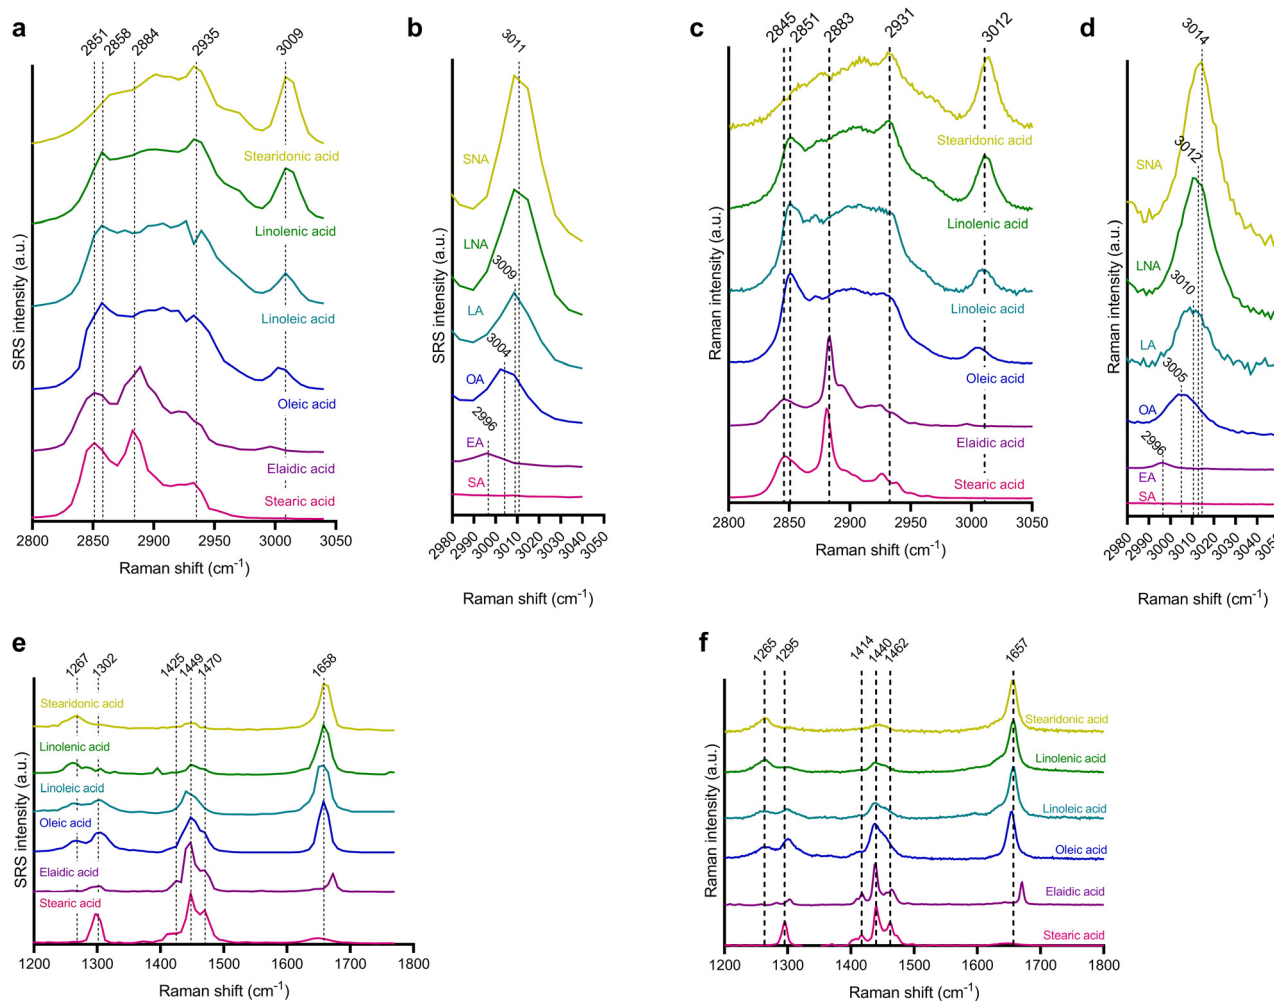 a
2851 2858 2884 2935 3009
SRS intensity (a.u.)
Stearidonic acid
Linolenic acid
Linoleic acid
Oleic acid
Elaidic acid
Stearic acid
2800 2850 2900 2950 3000 3050
Raman shift (cm-1)
b
3011
SRS intensity (a.u.)
SNA
LNA
3009
LA
3004
OA
2996
EA
SA
2980 2990 3000 3010 3020 3030 3040 3050
Raman shift (cm-1)
c
2845 2851 2883 2931 3012
Raman intensity (a.u.)
Stearidonic acid
Linolenic acid
Linoleic acid
Oleic acid
Elaidic acid
Stearic acid
2800 2850 2900 2950 3000 3050
Raman shift (cm-1)
d
3014
Raman intensity (a.u.)
3012
SNA
LNA
3010
LA
3005
OA
2996
EA
SA
2980 2990 3000 3010 3020 3030 3040
Raman shift (cm-1)
e
1267 1302 1425 1449 1470 1658
SRS intensity (a.u.)
Stearidonic acid
Linolenic acid
Linoleic acid
Oleic acid
Elaidic acid
Stearic acid
1200 1300 1400 1500 1600 1700 1800
Raman shift (cm-1)
f
1265 1295 1414 1440 1462 1657
Raman intensity (a.u.)
Stearidonic acid
Linolenic acid
Linoleic acid
Oleic acid
Elaidic acid
Stearic acid
1200 1300 1400 1500 1600 1700 1800
Raman shift (cm-1)